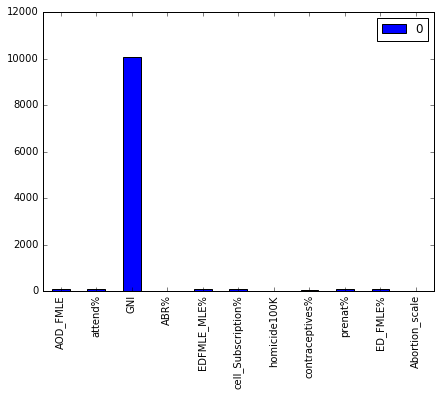 12000
10000
8000
6000
4000
2000
0
0
AOD_FMLE
attend%
GNI
ABR%
EDFMLE_MLE%
cell_Subscription%
homicide100K
contraceptives%
prenat%
ED_FMLE%
Abortion_scale